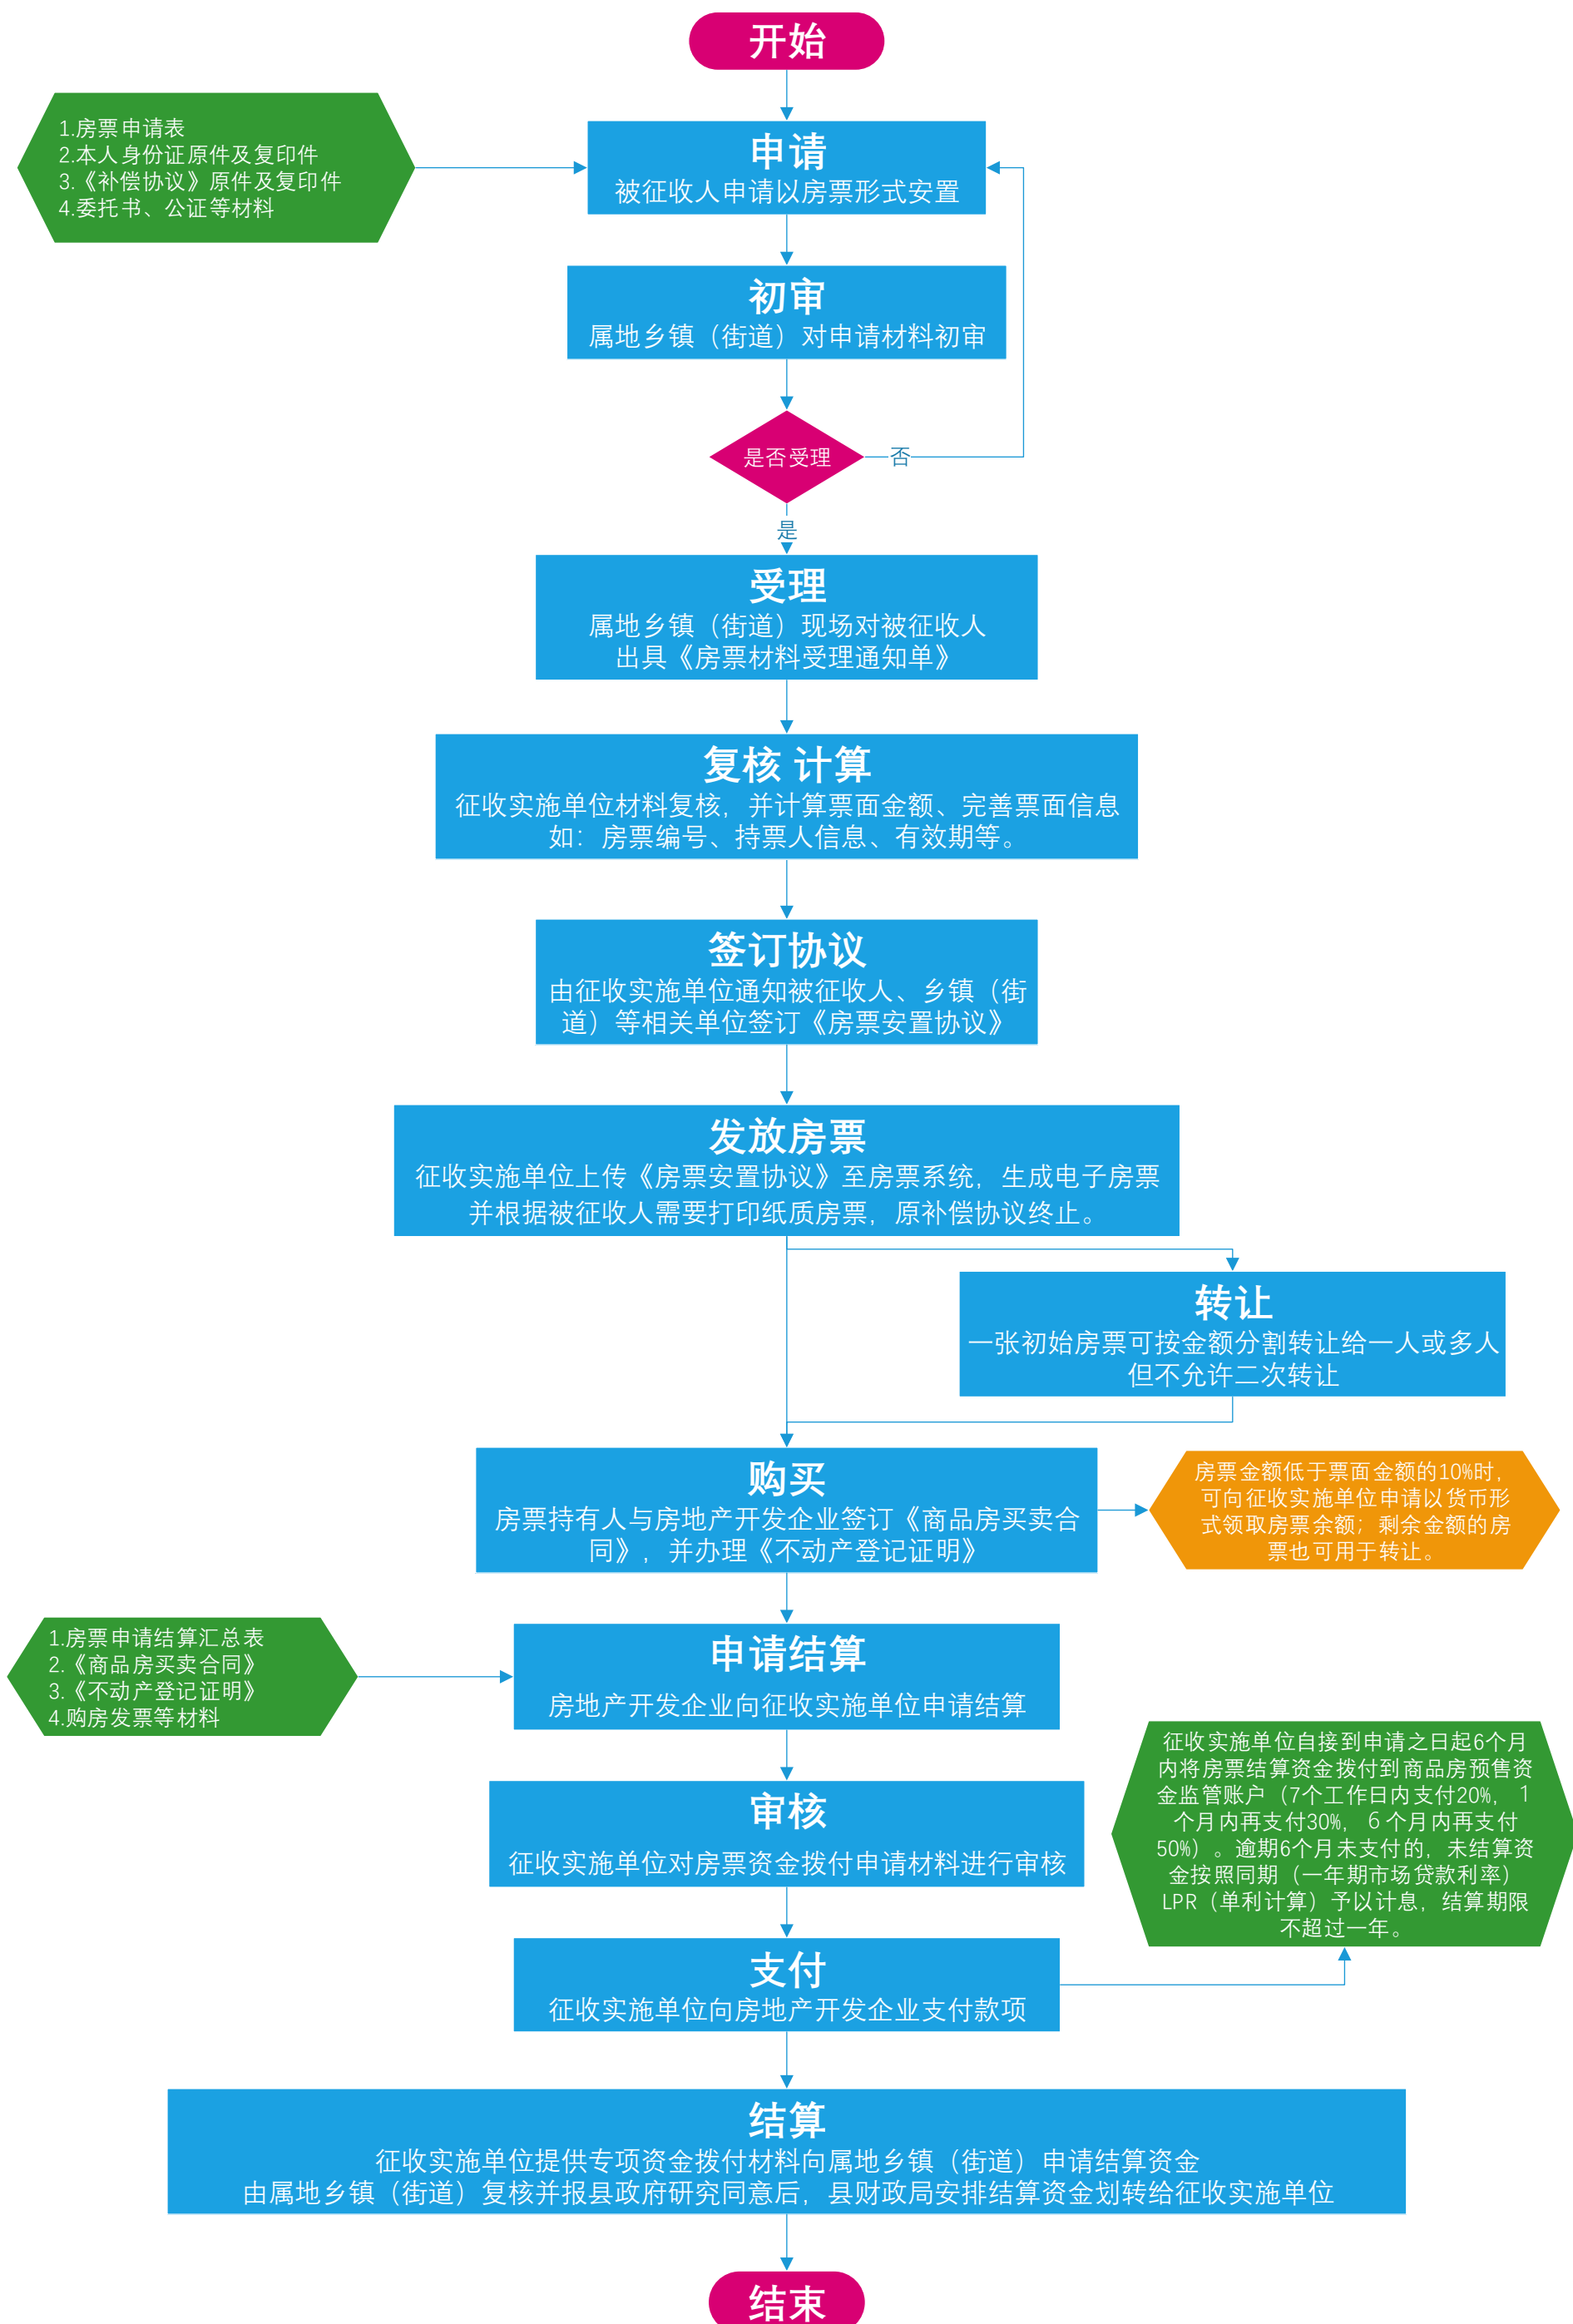 开始
1.房票申请表
2.本人身份证原件及复印件
3.《补偿协议》原件及复印件
4.委托书、公证等材料
申请
被征收人申请以房票形式安置
初审
属地乡镇（街道）对申请材料初审
是否受理
否
是
受理
属地乡镇（街道）现场对被征收人
出具《房票材料受理通知单》
复核 计算
征收实施单位材料复核，并计算票面金额、完善票面信息
如：房票编号、持票人信息、有效期等。
签订协议
由征收实施单位通知被征收人、乡镇（街
道）等相关单位签订《房票安置协议》
发放房票
征收实施单位上传《房票安置协议》至房票系统，生成电子房票
并根据被征收人需要打印纸质房票，原补偿协议终止。
转让
一张初始房票可按金额分割转让给一人或多人
但不允许二次转让
购买
房票持有人与房地产开发企业签订《商品房买卖合
同》，并办理《不动产登记证明》
房票金额低于票面金额的10%时，
可向征收实施单位申请以货币形
式领取房票余额；剩余金额的房
票也可用于转让。
1.房票申请结算汇总表
2.《商品房买卖合同》
3.《不动产登记证明》
4.购房发票等材料
申请结算
房地产开发企业向征收实施单位申请结算
审核
征收实施单位对房票资金拨付申请材料进行审核
征收实施单位自接到申请之日起6个月
内将房票结算资金拨付到商品房预售资
金监管账户（7个工作日内支付20%，1
个月内再支付30%，6个月内再支付
50%）。逾期6个月未支付的，未结算资
金按照同期（一年期市场贷款利率）
LPR（单利计算）予以计息，结算期限
不超过一年。
支付
征收实施单位向房地产开发企业支付款项
结算
征收实施单位提供专项资金拨付材料向属地乡镇（街道）申请结算资金
由属地乡镇（街道）复核并报县政府研究同意后，县财政局安排结算资金划转给征收实施单位
结束